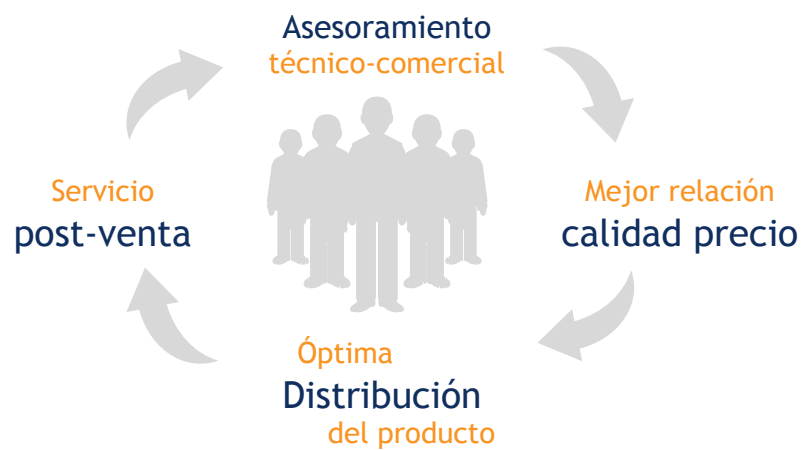 Asesoramiento
técnico-comercial
Mejor relación
calidad precio
Óptima
Distribución
del producto
Servicio
post-venta